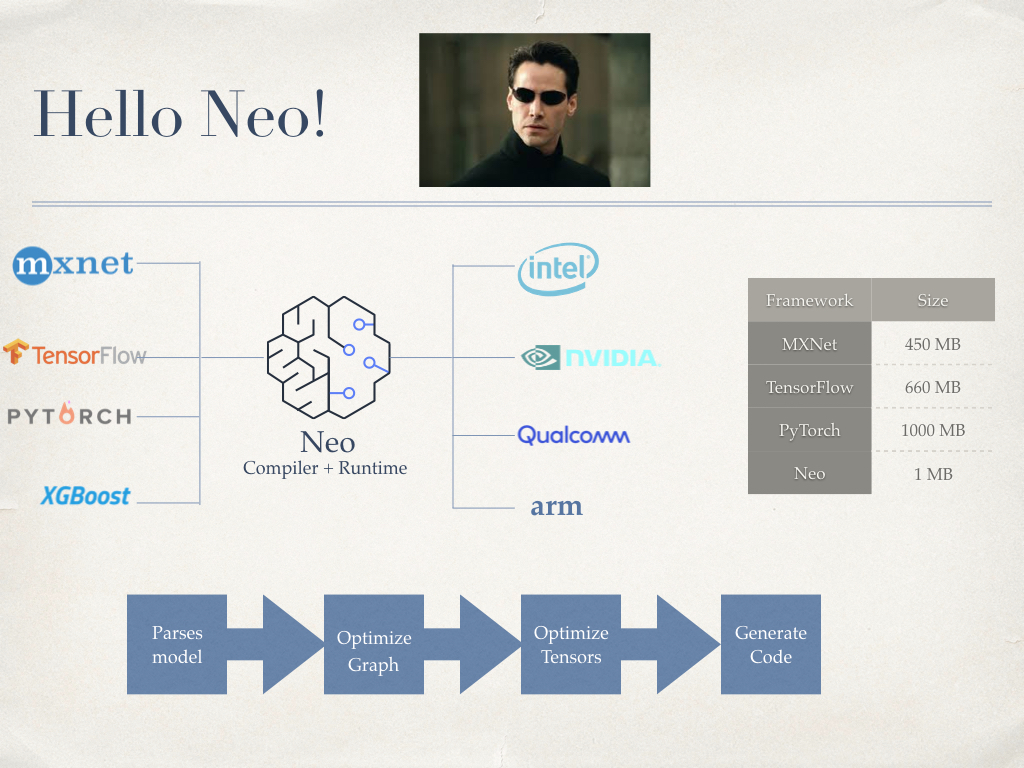 Hello Neo!
mxnet
TensorFlow
PYTORCH
XGBoost
Neo
Compiler + Runtime
intel
NVIDIA
Qualcomm
arm
Framework Size
MXNet 450 MB
TensorFlow 660 MB
PyTorch 1000 MB
Neo 1 MB
Parses
model
Optimize
Graph
Optimize
Tensors
Generate
Code